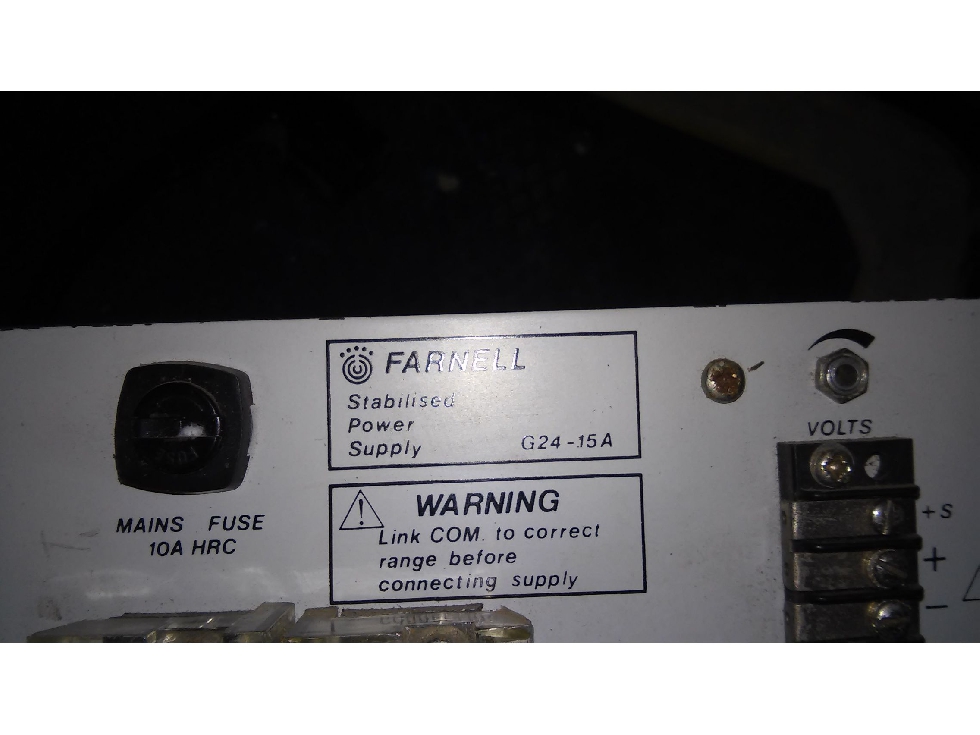 FARNELL
Stabilised
Power
Supply G24-15A
VOLTS
WARNING
Link COM. to correct
range before
connecting supply
MAINS FUSE
10A HRC
+S
+
-